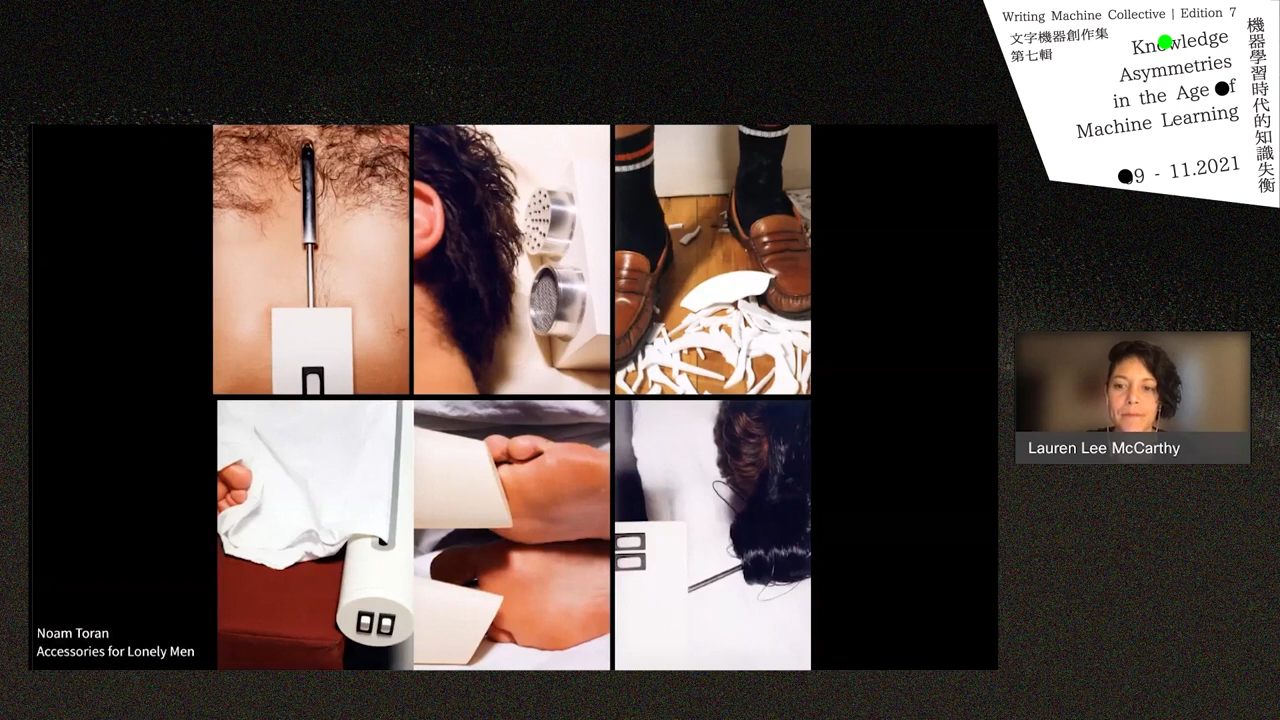 Writing Machine Collective | Edition 7
文字機器創作集
第七輯
Knowledge
Asymmetries
in the Age of
Machine Learning
09 - 11.2021
機器學習時代的知識失衡
Lauren Lee McCarthy
Noam Toran
Accessories for Lonely Men